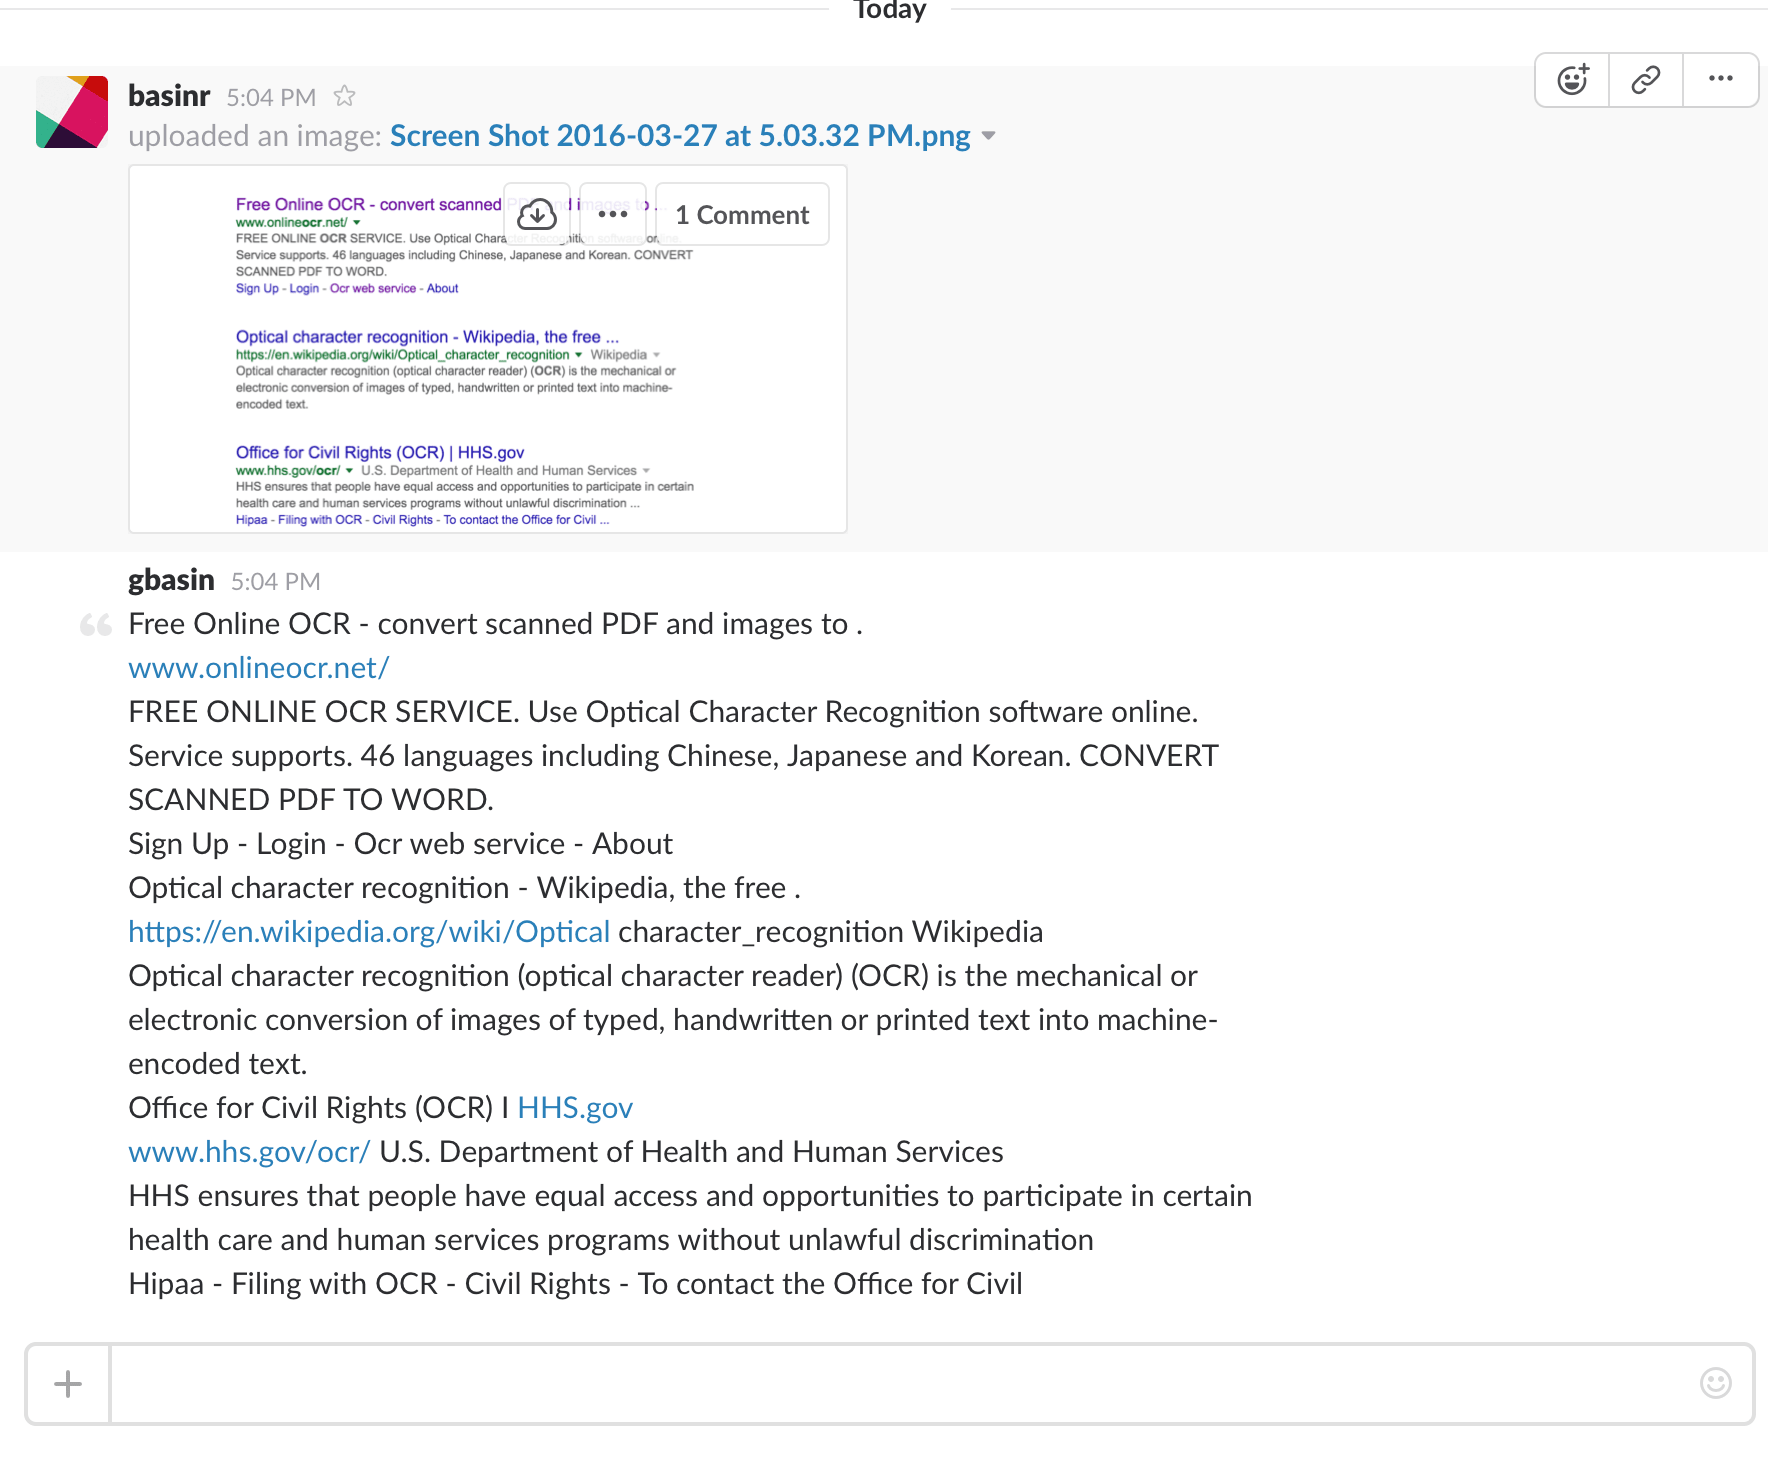 Today
basinr 5:04 PM
uploaded an image: Screen Shot 2016-03-27 at 5.03.32 PM.png
1 Comment
Free Online OCR - convert scanned PDF and images to ...
www.onlineocr.net/
FREE ONLINE OCR SERVICE. Use Optical Character Recognition software online.
Service supports. 46 languages including Chinese, Japanese and Korean. CONVERT
SCANNED PDF TO WORD.
Sign Up - Login - Ocr web service - About
Optical character recognition - Wikipedia, the free ...
https://en.wikipedia.org/wiki/Optical_character_recognition Wikipedia
Optical character recognition (optical character reader) (OCR) is the mechanical or
electronic conversion of images of typed, handwritten or printed text into machine-
encoded text.
Office for Civil Rights (OCR) | HHS.gov
www.hhs.gov/ocr/ U.S. Department of Health and Human Services
HHS ensures that people have equal access and opportunities to participate in certain
health care and human services programs without unlawful discrimination ...
Hipaa - Filing with OCR - Civil Rights - To contact the Office for Civil ...
gbasin 5:04 PM
Free Online OCR - convert scanned PDF and images to .
www.onlineocr.net/
FREE ONLINE OCR SERVICE. Use Optical Character Recognition software online.
Service supports. 46 languages including Chinese, Japanese and Korean. CONVERT
SCANNED PDF TO WORD.
Sign Up - Login - Ocr web service - About
Optical character recognition - Wikipedia, the free .
https://en.wikipedia.org/wiki/Optical character_recognition Wikipedia
Optical character recognition (optical character reader) (OCR) is the mechanical or
electronic conversion of images of typed, handwritten or printed text into machine-
encoded text.
Office for Civil Rights (OCR) I HHS.gov
www.hhs.gov/ocr/ U.S. Department of Health and Human Services
HHS ensures that people have equal access and opportunities to participate in certain
health care and human services programs without unlawful discrimination
Hipaa - Filing with OCR - Civil Rights - To contact the Office for Civil